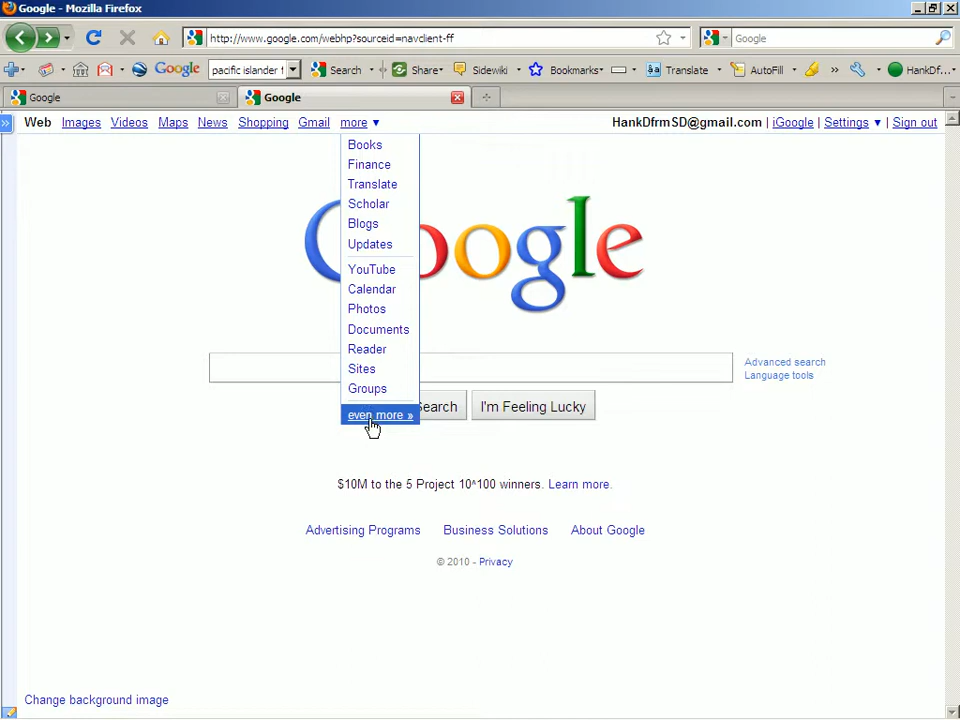 Google - Mozilla Firefox
http://www.google.com/webhp?sourceid=navclient-ff
Google
Google
pacific islander f
Search
Share
Sidewiki
Bookmarks
Translate
AutoFill
»
HankDf...
»
Google
Google
Web Images Videos Maps News Shopping Gmail more ▼
HankDfrmSD@gmail.com | iGoogle | Settings ▼ | Sign out
Books
Finance
Translate
Scholar
Blogs
Updates
YouTube
Calendar
Photos
Documents
Reader
Sites
Groups
even more »
Google
Advanced search
Language tools
Search
I'm Feeling Lucky
$10M to the 5 Project 10^100 winners. Learn more.
Advertising Programs Business Solutions About Google
© 2010 - Privacy
Change background image